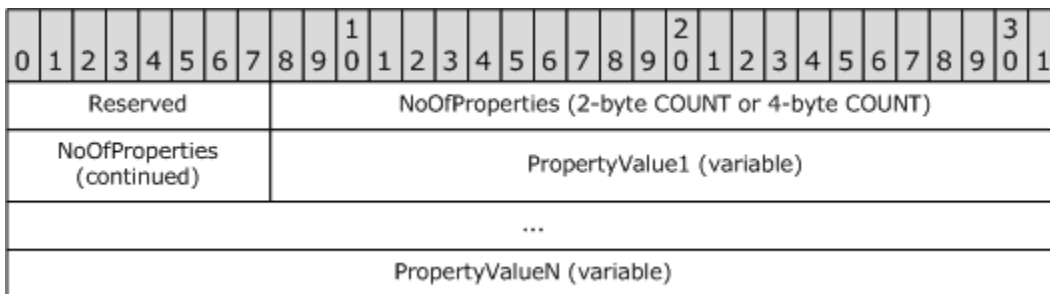 1 2 3
0 1 2 3 4 5 6 7 8 9 0 1 2 3 4 5 6 7 8 9 0 1 2 3 4 5 6 7 8 9 0 1
Reserved NoOfProperties (2-byte COUNT or 4-byte COUNT)
NoOfProperties
(continued) PropertyValue1 (variable)
...
PropertyValueN (variable)